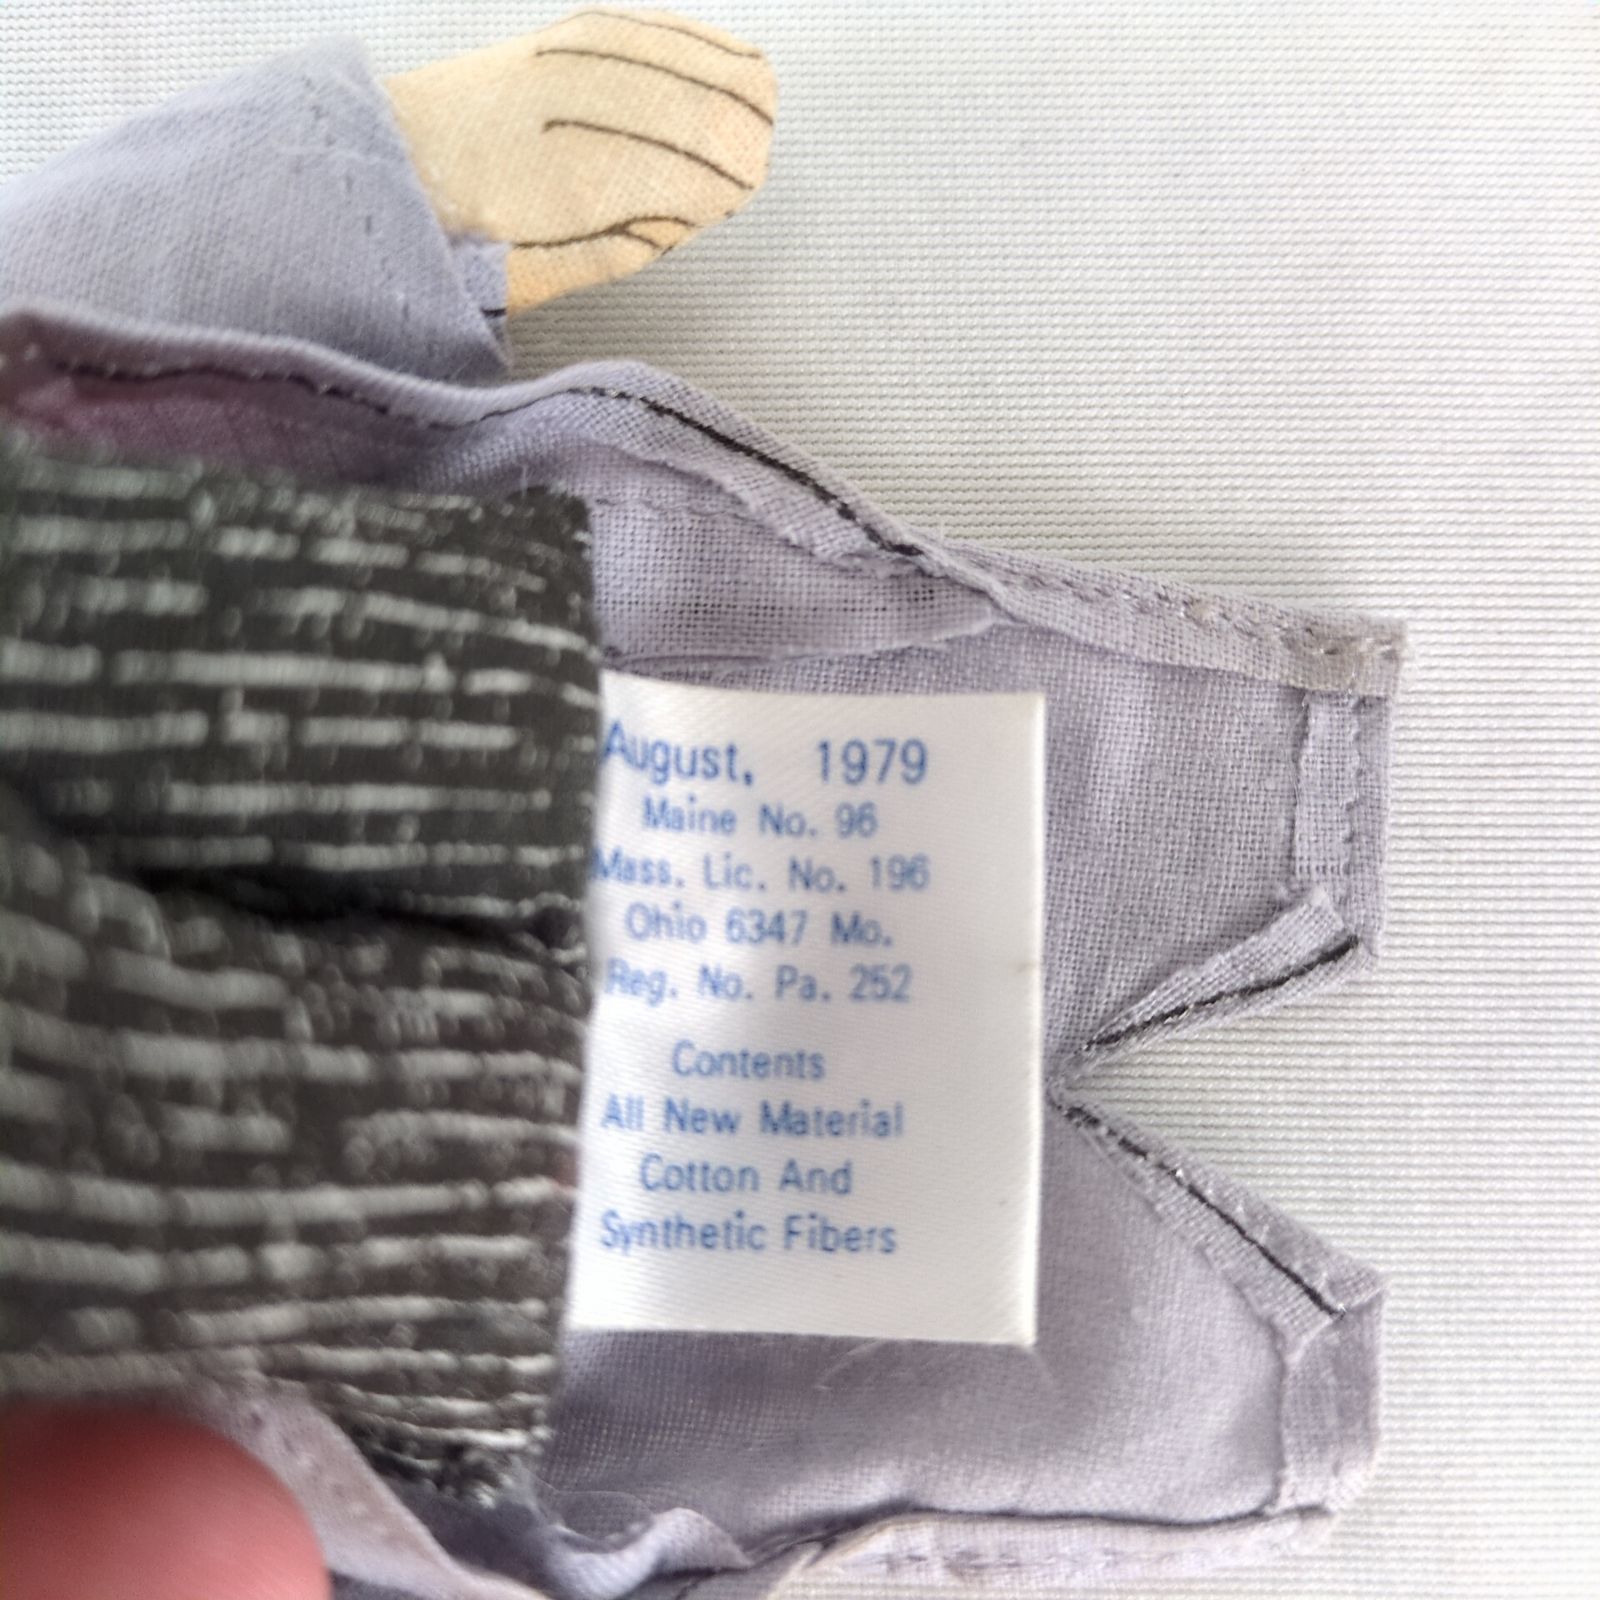 August, 1979
Maine No. 96
Mass. Lic. No. 196
Ohio 6347 Mo.
Reg. No. Pa. 252
Contents
All New Material
Cotton And
Synthetic Fibers